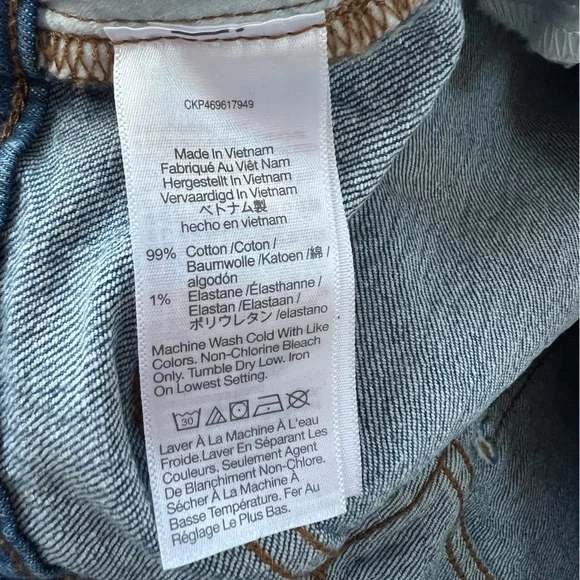 CKP469617949
Made In Vietnam
Fabriqué Au Viêt Nam
Hergestellt In Vietnam
Vervaardigd In Vietnam
ベトナム製
hecho en vietnam
99% Cotton /Coton /
Baumwolle /Katoen /綿 /
algodón
1% Elastane /Élasthanne /
Elastan /Elastaan /
ポリウレタン /elastano
Machine Wash Cold With Like
Colors. Non-Chlorine Bleach
Only. Tumble Dry Low. Iron
On Lowest Setting.
30
Laver À La Machine À L'eau
Froide.Laver En Séparant Les
Couleurs. Seulement Agent
De Blanchiment Non-Chlorin.
Sécher À La Machine À
Basse Température. Fer Au
Réglage Le Plus Bas.